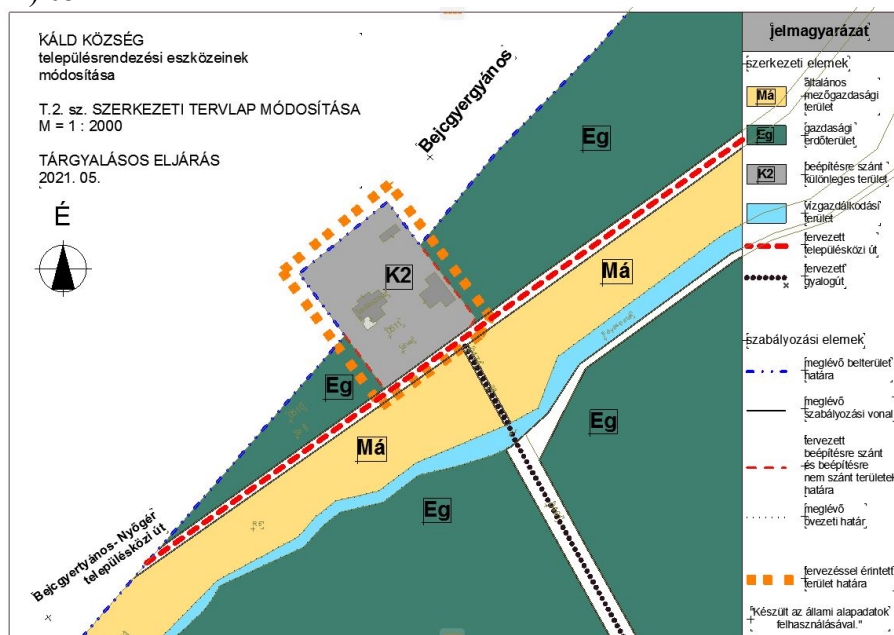 KÁLD KÖZSÉG
településrendezési eszközeinek
módosítása
T.2. sz. SZERKEZETI TERVLAP MÓDOSÍTÁSA
M = 1 : 2000
TÁRGYALÁSOS ELJÁRÁS
2021. 05.
É
Bejcgyergyános
Eg
K2
Má
Eg
Eg
Má
Eg
Bejcgyertyános-Nyőgér
településközi út
jelmagyarázat
szerkezeti elemek
Má
általános
mezőgazdasági
terület
Eg
gazdasági
erdőterület
K2
beépítésre szánt
különleges terület
vízgazdálkodási
terület
tervezett
településközi út
tervezett
gyalogút
szabályozási elemek
meglévő belterület
határa
meglévő
szabályozási vonal
tervezett
beépítésre szánt
és beépítésre
nem szánt területek
határa
meglévő
övezeti határ
tervezéssel érintett
terület határa
"Készült az állami alapadatok
felhasználásával."